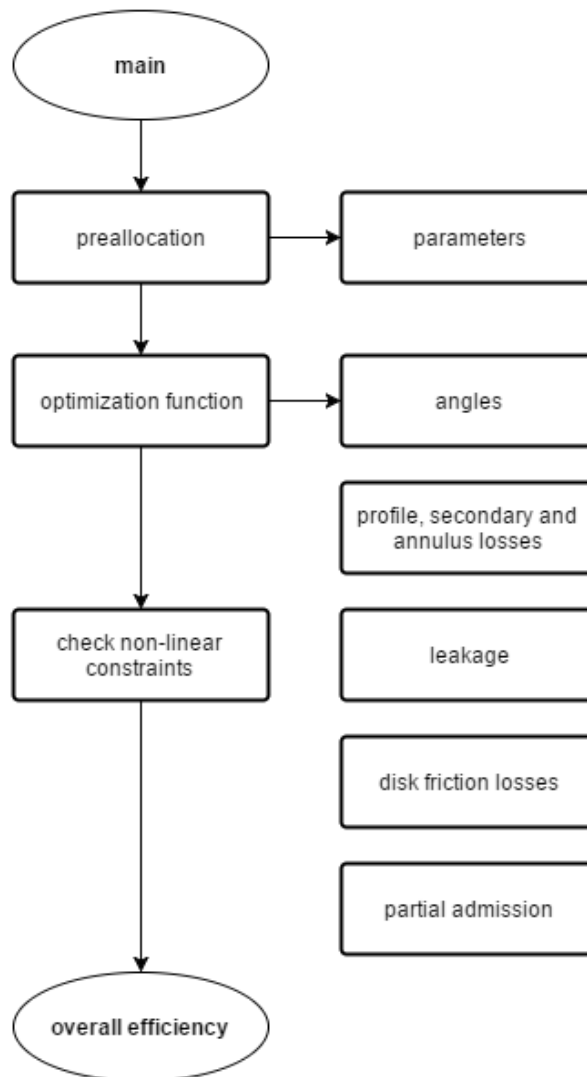 main
preallocation
parameters
optimization function
angles
profile, secondary and
annulus losses
check non-linear
constraints
leakage
disk friction losses
partial admission
overall efficiency